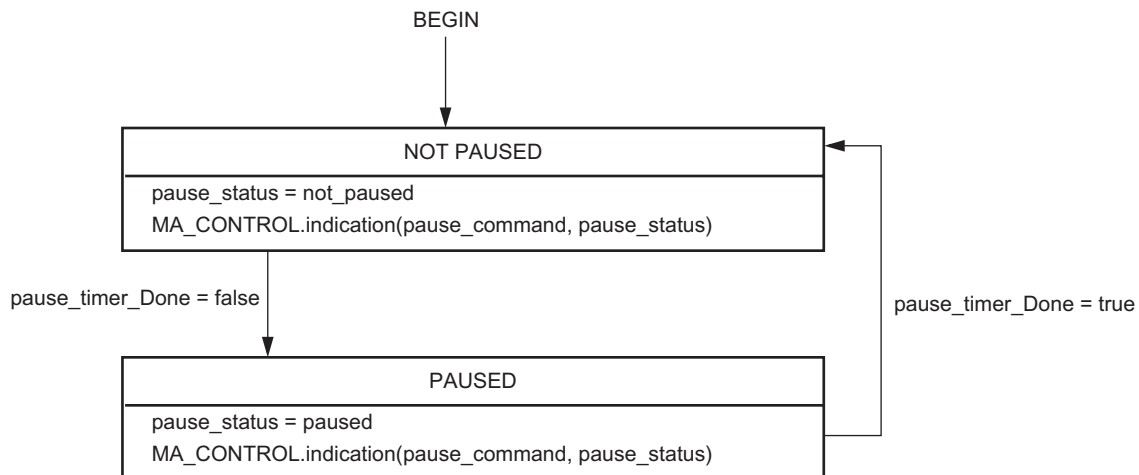 BEGIN
NOT PAUSED
pause_status = not_paused
MA_CONTROL.indication(pause_command, pause_status)
pause_timer_Done = false
pause_timer_Done = true
PAUSED
pause_status = paused
MA_CONTROL.indication(pause_command, pause_status)